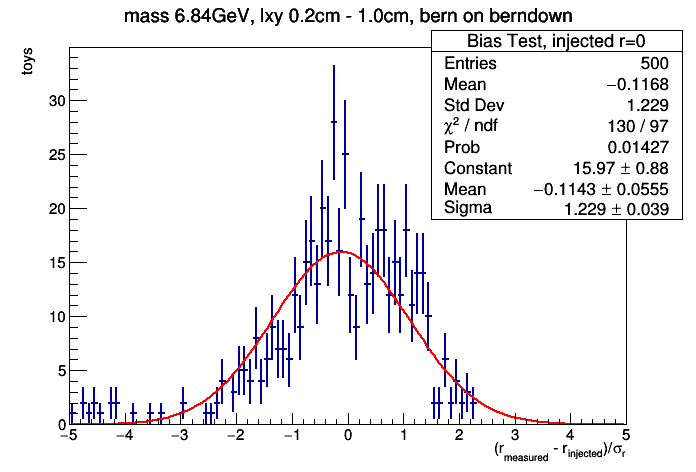 mass 6.84GeV, lxy 0.2cm - 1.0cm, bern on berndown
toys
Bias Test, injected r=0
Entries 500
Mean −0.1168
Std Dev 1.229
χ² / ndf 130 / 97
Prob 0.01427
Constant 15.97 ± 0.88
Mean −0.1143 ± 0.0555
Sigma 1.229 ± 0.039
30
25
20
15
10
5
0
−5 −4 −3 −2 −1 0 1 2 3 4 5
(r_measured - r_injected)/σ_r